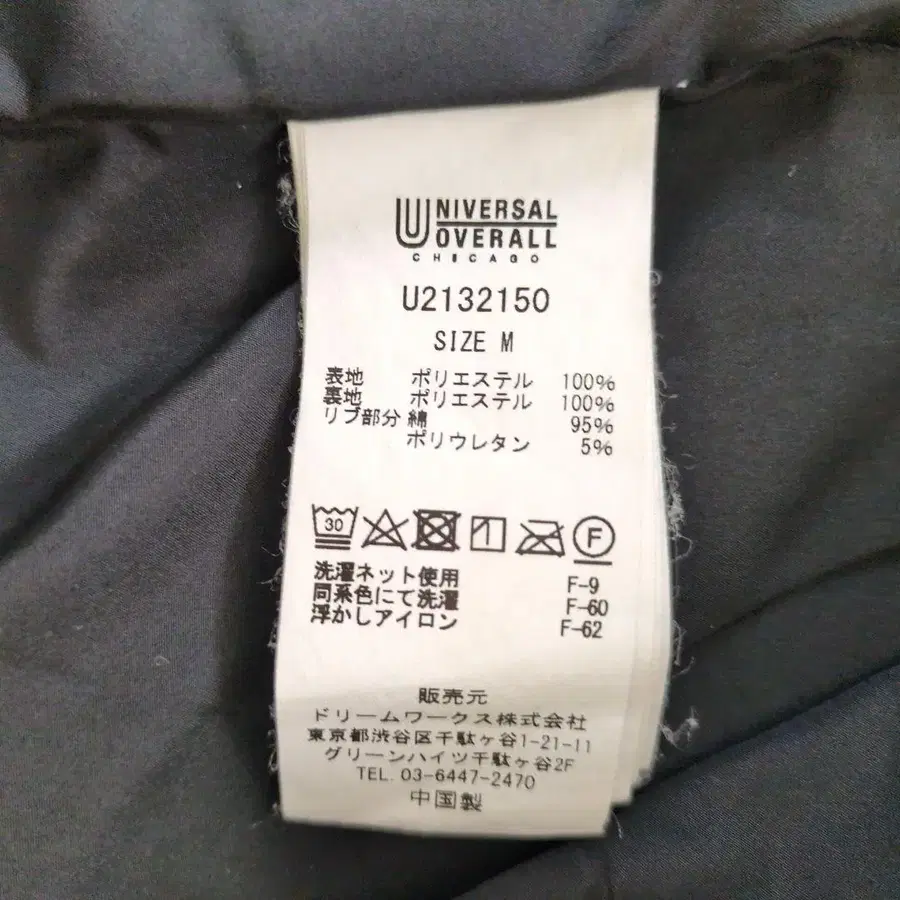 UNIVERSAL
OVERALL
CHICAGO
U2132150
SIZE M
表地 ポリエステル 100%
裏地 ポリエステル 100%
リブ部分 綿 95%
ポリウレタン 5%
30 F
洗濯ネット使用 F-9
同系色にて洗濯 F-60
浮かしアイロン F-62
販売元
ドリームワークス株式会社
東京都渋谷区千駄ヶ谷1-21-11
グリーンハイツ千駄ヶ谷2F
TEL. 03-6447-2470
中国製